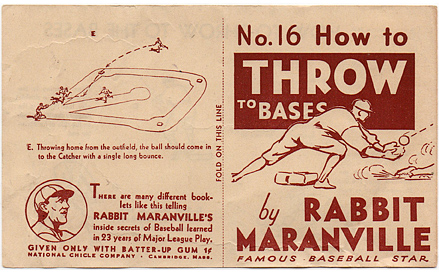 E
E. Throwing home from the outfield, the ball should come in
to the Catcher with a single long bounce.
THERE are many different book-
lets like this telling
RABBIT MARANVILLE'S
inside secrets of Baseball learned
in 23 years of Major League Play.
GIVEN ONLY WITH BATTER-UP GUM 1¢
NATIONAL CHICLE COMPANY - CAMBRIDGE, MASS.
FOLD ON THIS LINE
No. 16 How to
THROW
TO BASES
by RABBIT
MARANVILLE
FAMOUS · BASEBALL STAR